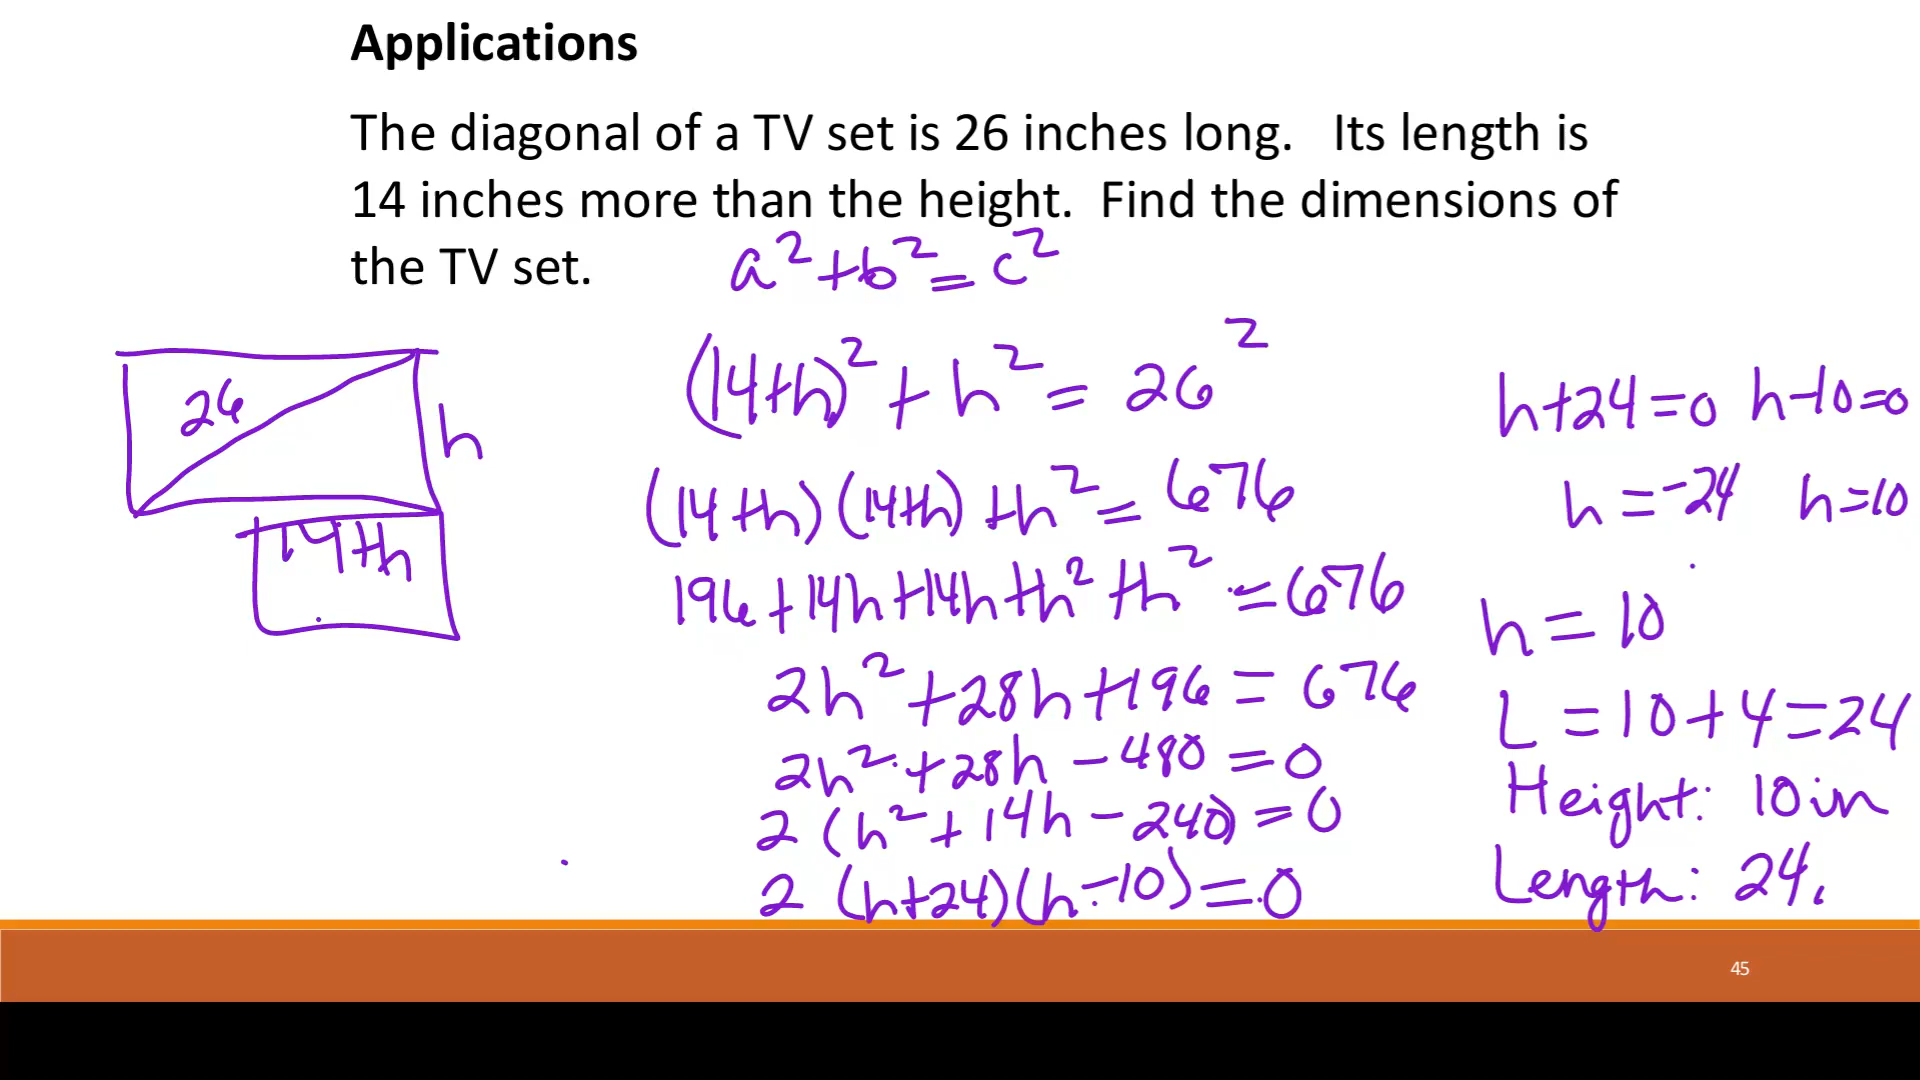 Applications
The diagonal of a TV set is 26 inches long. Its length is
14 inches more than the height. Find the dimensions of
the TV set.
a² + b² = c²
26
h
14+h
(14+h)² + h² = 26²
(14+h)(14+h) + h² = 676
196 + 14h + 14h + h² + h² = 676
2h² + 28h + 196 = 676
2h² + 28h - 480 = 0
2 (h² + 14h - 240) = 0
2 (h+24)(h-10) = 0
h+24=0 h-10=0
h = -24 h=10
h = 10
L = 10+4=24
Height: 10in
Length: 24
45